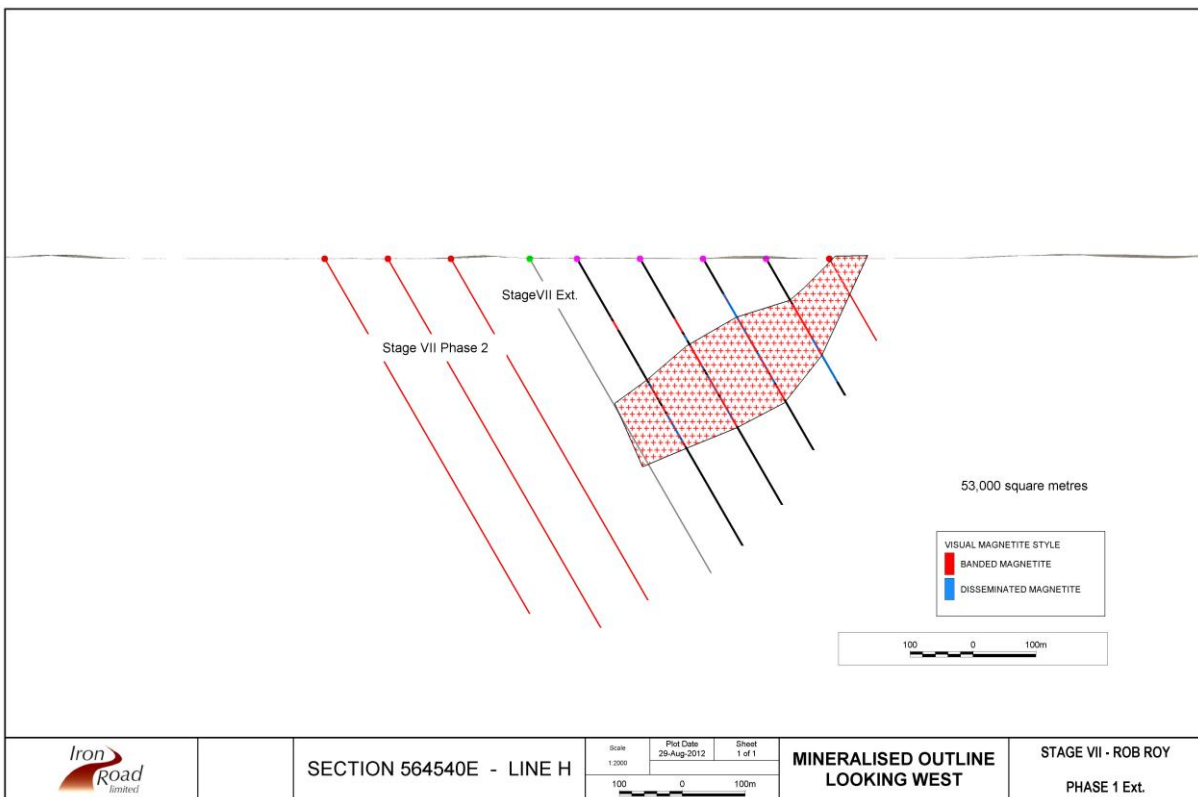 StageVII Ext.
Stage VII Phase 2
53,000 square metres
VISUAL MAGNETITE STYLE
BANDED MAGNETITE
DISSEMINATED MAGNETITE
100 0 100m
Iron
Road
limited
SECTION 564540E - LINE H
Scale
1:2000
Plot Date
29-Aug-2012
Sheet
1 of 1
100 0 100m
MINERALISED OUTLINE
LOOKING WEST
STAGE VII - ROB ROY
PHASE 1 Ext.